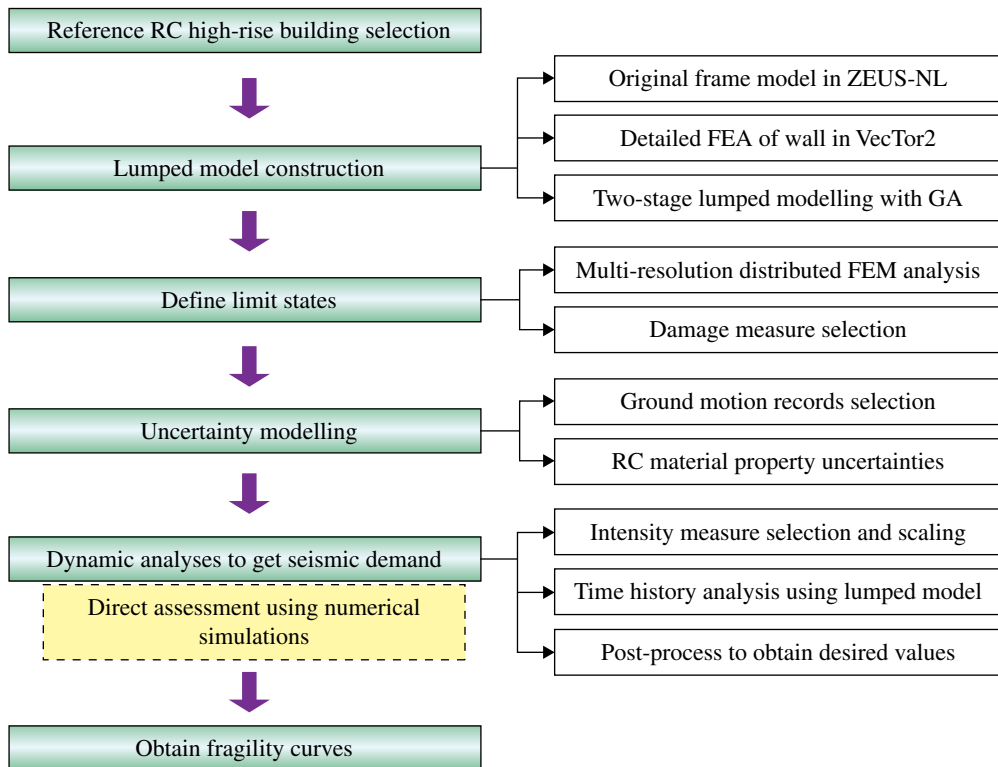 Reference RC high-rise building selection
Lumped model construction
Original frame model in ZEUS-NL
Detailed FEA of wall in VecTor2
Two-stage lumped modelling with GA
Define limit states
Multi-resolution distributed FEM analysis
Damage measure selection
Uncertainty modelling
Ground motion records selection
RC material property uncertainties
Dynamic analyses to get seismic demand
Direct assessment using numerical
simulations
Intensity measure selection and scaling
Time history analysis using lumped model
Post-process to obtain desired values
Obtain fragility curves